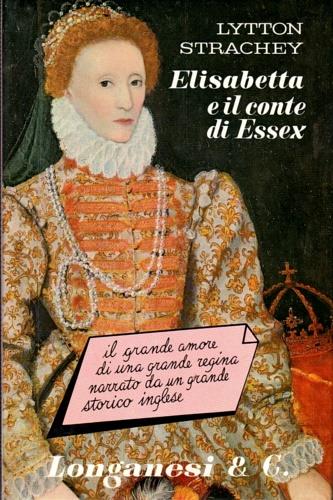 LYTTON
STRACHEY
Elisabetta
e il conte
di Essex
il grande amore
di una grande regina
narrato da un grande
storico inglese
Longanesi & C.